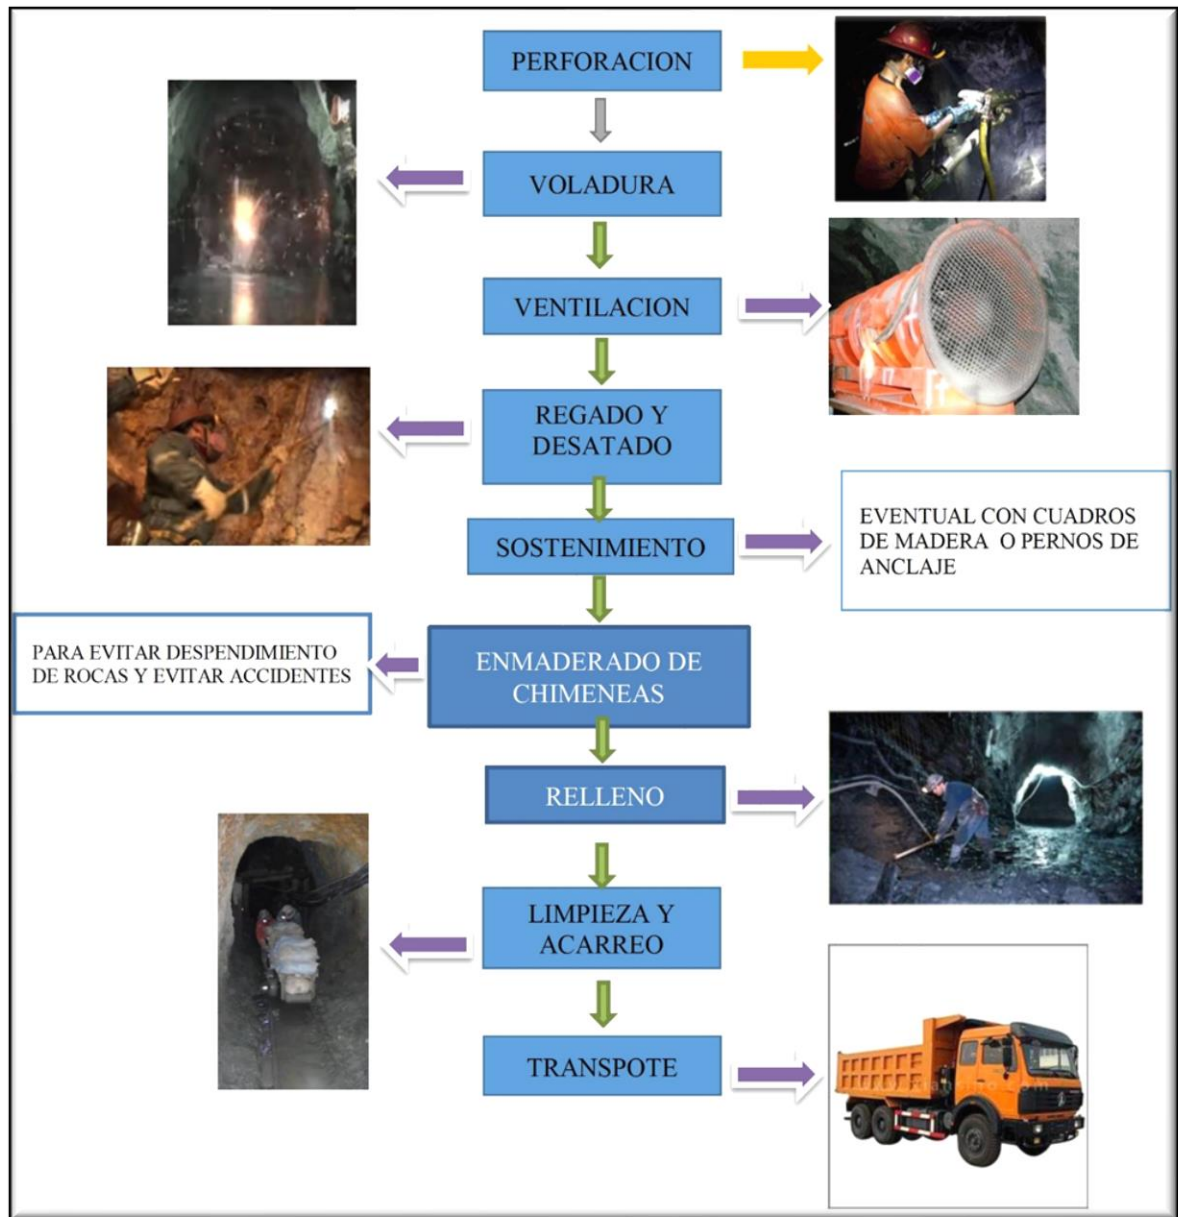 PERFORACION
VOLADURA
VENTILACION
REGADO Y
DESATADO
SOSTENIMIENTO
EVENTUAL CON CUADROS
DE MADERA O PERNOS DE
ANCLAJE
ENMADERADO DE
CHIMENEAS
PARA EVITAR DESPENDIMIENTO
DE ROCAS Y EVITAR ACCIDENTES
RELLENO
LIMPIEZA Y
ACARREO
TRANSPOTE